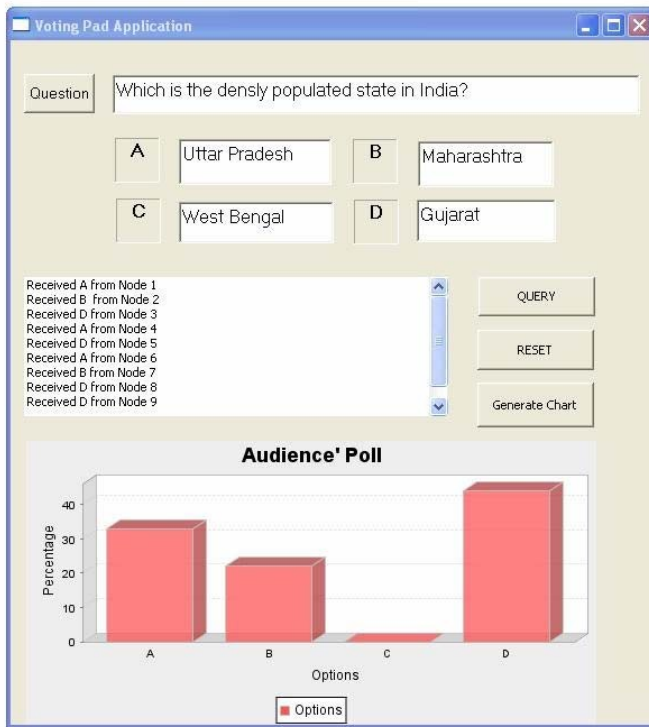 Voting Pad Application
Question
Which is the densly populated state in India?
A
Uttar Pradesh
B
Maharashtra
C
West Bengal
D
Gujarat
Received A from Node 1
Received B  from Node 2
Received D from Node 3
Received A from Node 4
Received D from Node 5
Received A from Node 6
Received B from Node 7
Received D from Node 8
Received D from Node 9
QUERY
RESET
Generate Chart
Audience' Poll
Percentage
40
30
20
10
0
A B C D
Options
Options